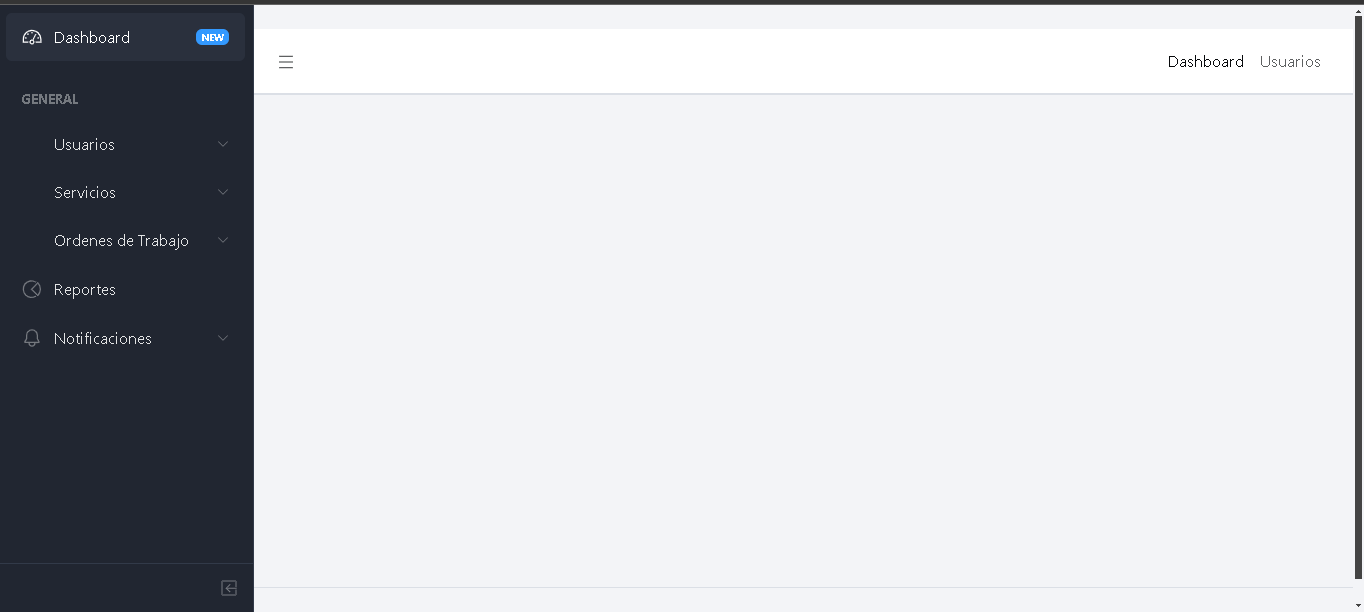 Dashboard NEW
Dashboard Usuarios
GENERAL
Usuarios
Servicios
Ordenes de Trabajo
Reportes
Notificaciones